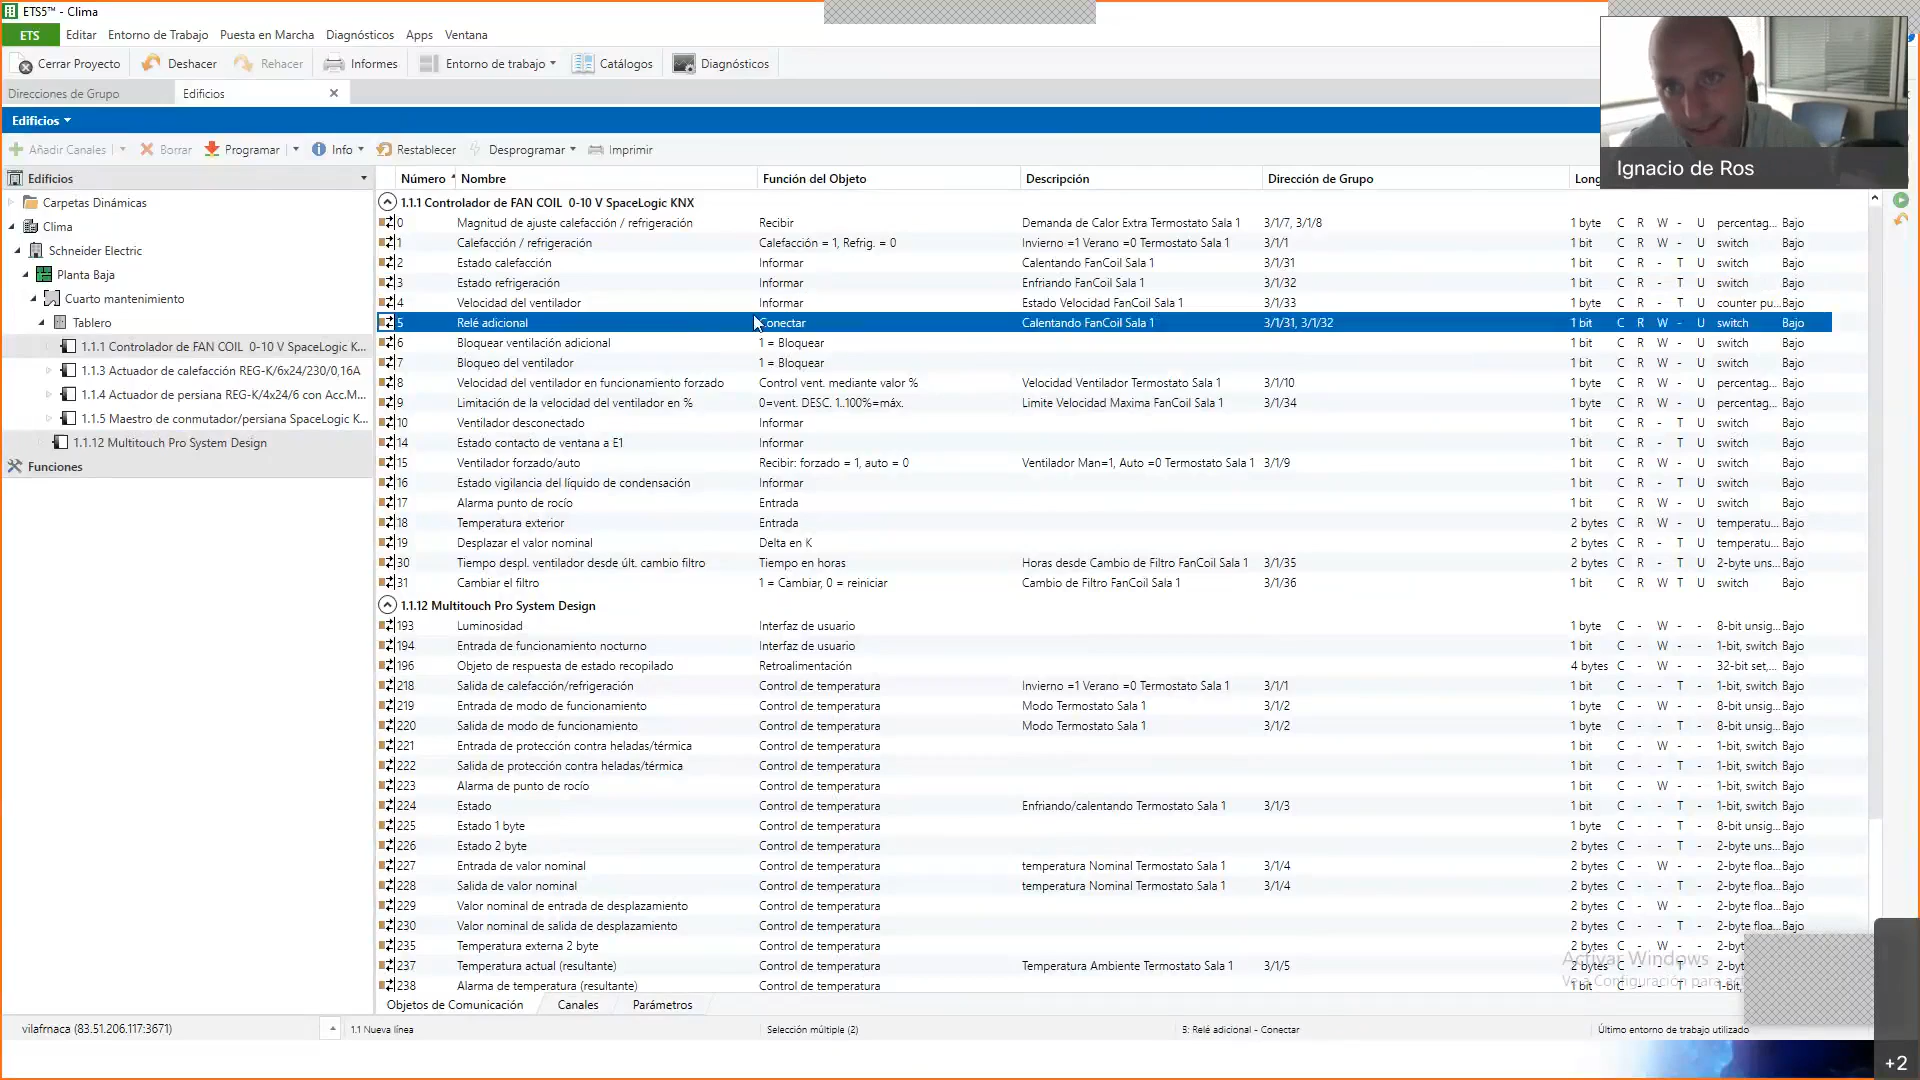 ETS5™ - Clima
ETS Editar Entorno de Trabajo Puesta en Marcha Diagnósticos Apps Ventana
Cerrar Proyecto Deshacer Rehacer Informes Entorno de trabajo Catálogos Diagnósticos
Direcciones de Grupo Edificios
Edificios
Añadir Canales Borrar Programar Info Restablecer Desprogramar Imprimir
Ignacio de Ros
Edificios
Carpetas Dinámicas
Clima
Schneider Electric
Planta Baja
Cuarto mantenimiento
Tablero
1.1.1 Controlador de FAN COIL 0-10 V SpaceLogic K...
1.1.3 Actuador de calefacción REG-K/6x24/230/0,16A
1.1.4 Actuador de persiana REG-K/4x24/6 con Acc.M...
1.1.5 Maestro de conmutador/persiana SpaceLogic K...
1.1.12 Multitouch Pro System Design
Funciones
Número Nombre Función del Objeto Descripción Dirección de Grupo Long
1.1.1 Controlador de FAN COIL 0-10 V SpaceLogic KNX
0 Magnitud de ajuste calefacción / refrigeración Recibir Demanda de Calor Extra Termostato Sala 1 3/1/7, 3/1/8 1 byte C R W - U percentag... Bajo
1 Calefacción / refrigeración Calefacción = 1, Refrig. = 0 Invierno =1 Verano =0 Termostato Sala 1 3/1/1 1 bit C R W - U switch Bajo
2 Estado calefacción Informar Calentando FanCoil Sala 1 3/1/31 1 bit C R - T U switch Bajo
3 Estado refrigeración Informar Enfriando FanCoil Sala 1 3/1/32 1 bit C R - T U switch Bajo
4 Velocidad del ventilador Informar Estado Velocidad FanCoil Sala 1 3/1/33 1 byte C R - T U counter pu... Bajo
5 Relé adicional Conectar Calentando FanCoil Sala 1 3/1/31, 3/1/32 1 bit C R W - U switch Bajo
6 Bloquear ventilación adicional 1 = Bloquear 1 bit C R W - U switch Bajo
7 Bloqueo del ventilador 1 = Bloquear 1 bit C R W - U switch Bajo
8 Velocidad del ventilador en funcionamiento forzado Control vent. mediante valor % Velocidad Ventilador Termostato Sala 1 3/1/10 1 byte C R W - U percentag... Bajo
9 Limitación de la velocidad del ventilador en % 0=vent. DESC. 1..100%=máx. Limite Velocidad Maxima FanCoil Sala 1 3/1/34 1 byte C R W - U percentag... Bajo
10 Ventilador desconectado Informar 1 bit C R - T U switch Bajo
14 Estado contacto de ventana a E1 Informar 1 bit C R - T U switch Bajo
15 Ventilador forzado/auto Recibir: forzado = 1, auto = 0 Ventilador Man=1, Auto =0 Termostato Sala 1 3/1/9 1 bit C R W - U switch Bajo
16 Estado vigilancia del líquido de condensación Informar 1 bit C R - T U switch Bajo
17 Alarma punto de rocío Entrada 1 bit C R W - U switch Bajo
18 Temperatura exterior Entrada 2 bytes C R W - U temperatu... Bajo
19 Desplazar el valor nominal Delta en K 2 bytes C R - T U temperatu... Bajo
30 Tiempo despl. ventilador desde últ. cambio filtro Tiempo en horas Horas desde Cambio de Filtro FanCoil Sala 1 3/1/35 2 bytes C R - T U 2-byte uns... Bajo
31 Cambiar el filtro 1 = Cambiar, 0 = reiniciar Cambio de Filtro FanCoil Sala 1 3/1/36 1 bit C R W T U switch Bajo
1.1.12 Multitouch Pro System Design
193 Luminosidad Interfaz de usuario 1 byte C - W - - 8-bit unsig... Bajo
194 Entrada de funcionamiento nocturno Interfaz de usuario 1 bit C - W - - 1-bit, switch Bajo
196 Objeto de respuesta de estado recopilado Retroalimentación 4 bytes C - W - - 32-bit set,... Bajo
218 Salida de calefacción/refrigeración Control de temperatura Invierno =1 Verano =0 Termostato Sala 1 3/1/1 1 bit C - - T - 1-bit, switch Bajo
219 Entrada de modo de funcionamiento Control de temperatura Modo Termostato Sala 1 3/1/2 1 byte C - W - - 8-bit unsig... Bajo
220 Salida de modo de funcionamiento Control de temperatura Modo Termostato Sala 1 3/1/2 1 byte C - - T - 8-bit unsig... Bajo
221 Entrada de protección contra heladas/térmica Control de temperatura 1 bit C - W - - 1-bit, switch Bajo
222 Salida de protección contra heladas/térmica Control de temperatura 1 bit C - - T - 1-bit, switch Bajo
223 Alarma de punto de rocío Control de temperatura 1 bit C - W - - 1-bit, switch Bajo
224 Estado Control de temperatura Enfriando/calentando Termostato Sala 1 3/1/3 1 bit C - - T - 1-bit, switch Bajo
225 Estado 1 byte Control de temperatura 1 byte C - - T - 8-bit unsig... Bajo
226 Estado 2 byte Control de temperatura 2 bytes C - - T - 2-byte uns... Bajo
227 Entrada de valor nominal Control de temperatura temperatura Nominal Termostato Sala 1 3/1/4 2 bytes C - W - - 2-byte floa... Bajo
228 Salida de valor nominal Control de temperatura temperatura Nominal Termostato Sala 1 3/1/4 2 bytes C - - T - 2-byte floa... Bajo
229 Valor nominal de entrada de desplazamiento Control de temperatura 2 bytes C - W - - 2-byte floa... Bajo
230 Valor nominal de salida de desplazamiento Control de temperatura 2 bytes C - - T - 2-byte floa... Bajo
235 Temperatura externa 2 byte Control de temperatura 2 bytes C - W - - 2-byt
237 Temperatura actual (resultante) Control de temperatura Temperatura Ambiente Termostato Sala 1 3/1/5 2 bytes C - - T - 2-byt
238 Alarma de temperatura (resultante) Control de temperatura 1 bit C - - T - 1-bit,
Activar Windows
Ve a Configuración para
Objetos de Comunicación Canales Parámetros
vilafrnaca (83.51.206.117:3671) 1.1 Nueva línea Selección múltiple (2) 5: Relé adicional - Conectar Último entorno de trabajo utilizado
+2